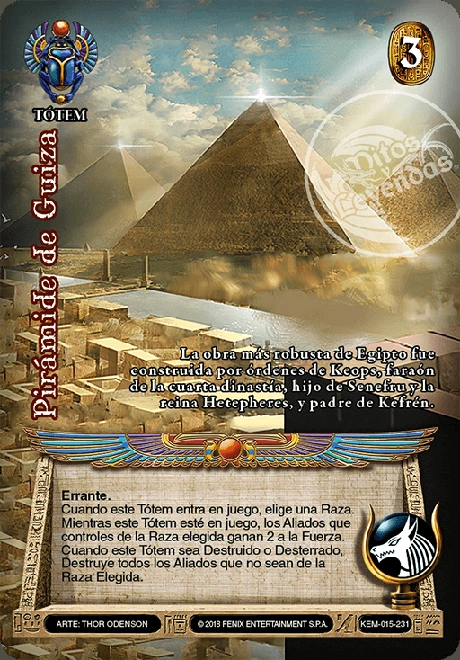 3
TÓTEM
Mitos
y
Leyendas
Pirámide de Guiza
La obra más robusta de Egipto fue
construida por órdenes de Keops, faraón
de la cuarta dinastía, hijo de Seneferu y la
reina Hetepheres, y padre de Kefrén.
Errante.
Cuando este Tótem entra en juego, elige una Raza.
Mientras este Tótem esté en juego, los Aliados que
controles de la Raza elegida ganan 2 a la Fuerza.
Cuando este Tótem sea Destruido o Desterrado,
Destruye todos los Aliados que no sean de la
Raza Elegida.
ARTE: THOR ODENSON
© 2018 FENIX ENTERTAINMENT S.P.A.
KEM-015-231